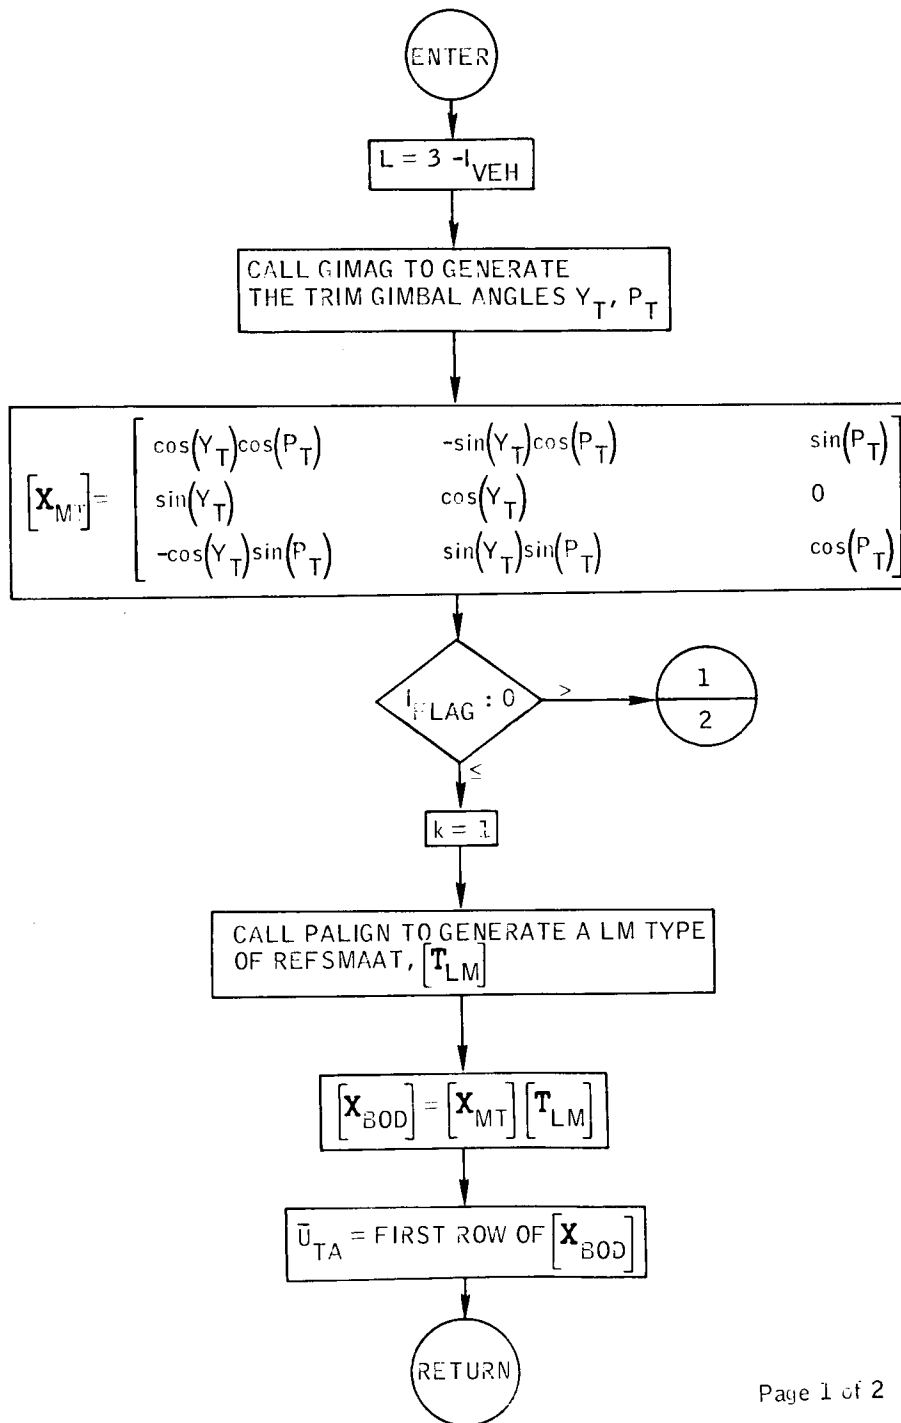 ENTER
L = 3 -I_VEH
CALL GIMAG TO GENERATE
THE TRIM GIMBAL ANGLES Y_T, P_T
[X_MT] = [ cos(Y_T)cos(P_T) -sin(Y_T)cos(P_T) sin(P_T)
sin(Y_T) cos(Y_T) 0
-cos(Y_T)sin(P_T) sin(Y_T)sin(P_T) cos(P_T) ]
I_FLAG : 0 >
1
2
≤
k = 1
CALL PALIGN TO GENERATE A LM TYPE
OF REFSMAAT, [T_LM]
[X_BOD] = [X_MT] [T_LM]
Ū_TA = FIRST ROW OF [X_BOD]
RETURN
Page 1 of 2